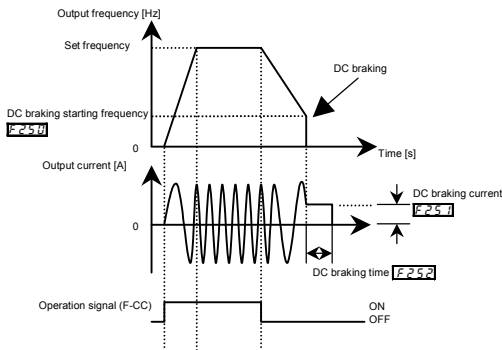 Output frequency [Hz]
Set frequency
DC braking
DC braking starting frequency
F250
0
Time [s]
Output current [A]
DC braking current
F251
0
DC braking time F252
Operation signal (F-CC)
ON
OFF